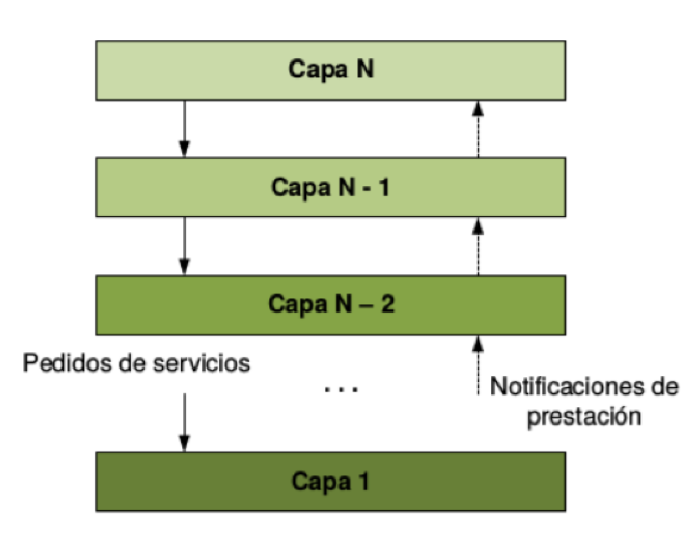 Capa N
Capa N - 1
Capa N – 2
Pedidos de servicios
. . .
Notificaciones de
prestación
Capa 1